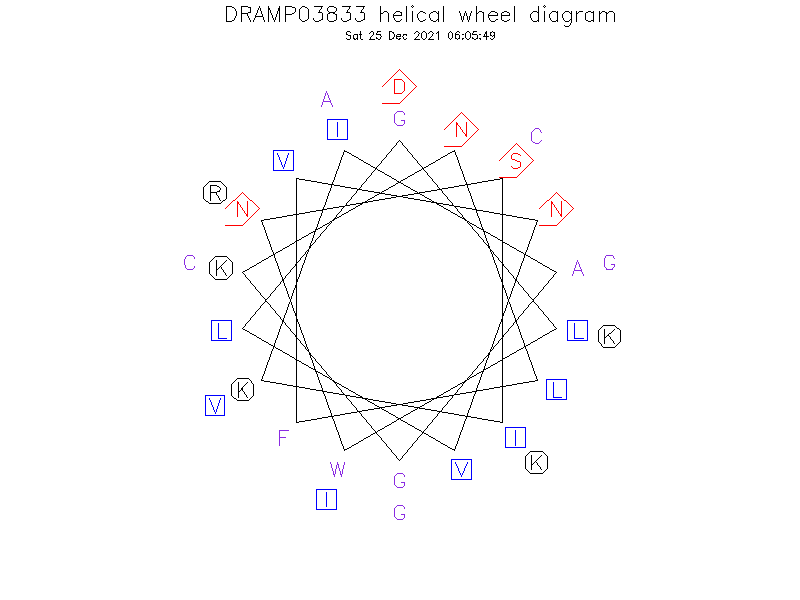 DRAMP03833 helical wheel diagram
Sat 25 Dec 2021 06:05:49
D
A
G
I
N
C
V
S
R
N
N
C
K
A
G
L
L
K
K
L
V
F
I
W
V
K
G
I
G